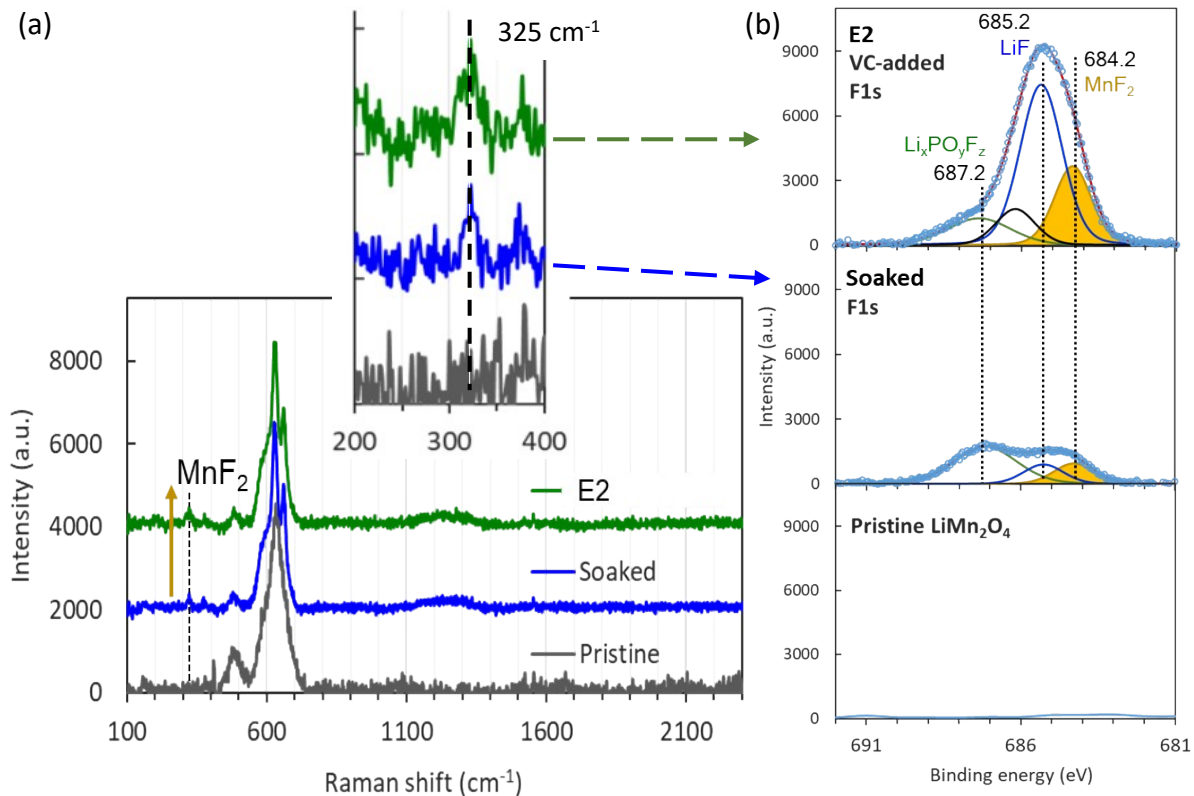 (a)
325 cm⁻¹
200 300 400
8000
6000
4000
2000
0
Intensity (a.u.)
MnF₂
E2
Soaked
Pristine
100 600 1100 1600 2100
Raman shift (cm⁻¹)
(b)
E2
VC-added
F1s
685.2
LiF
684.2
MnF₂
LiₓPOᵧF_z
687.2
9000
6000
3000
0
Soaked
F1s
9000
6000
3000
0
Pristine LiMn₂O₄
9000
6000
3000
0
Intensity (a.u.)
691 686 681
Binding energy (eV)